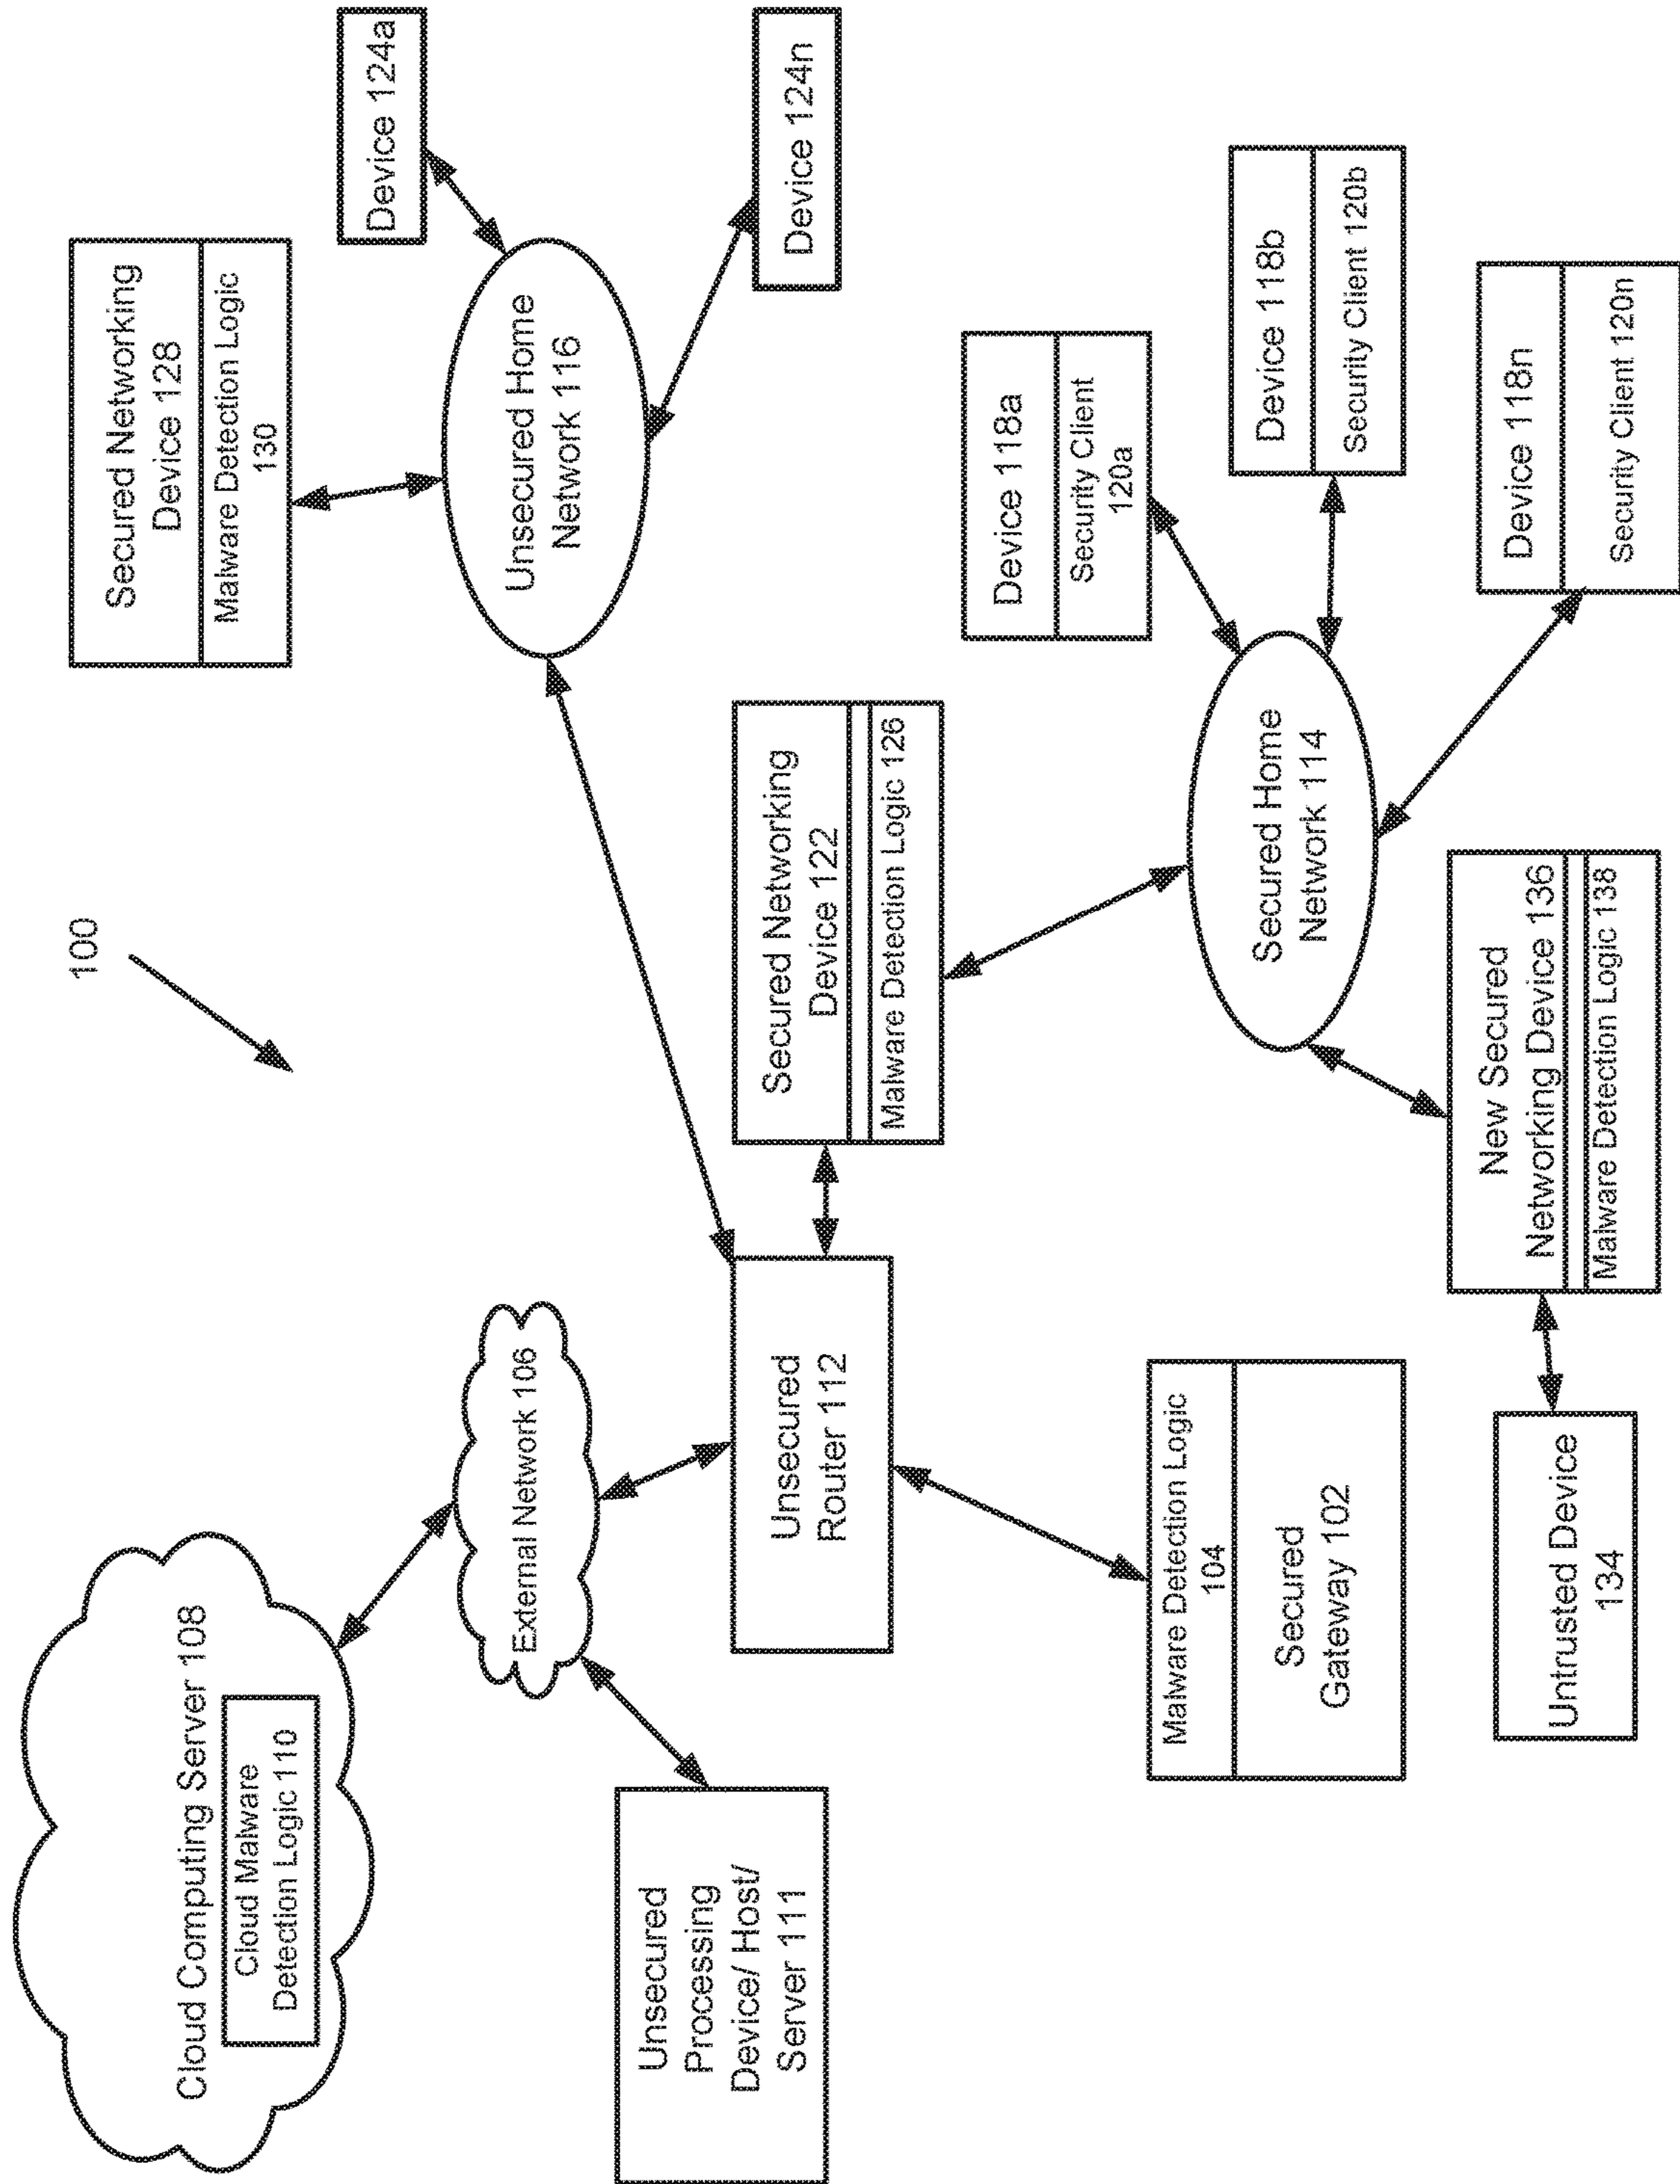 100
Cloud Computing Server 108
Cloud Malware
Detection Logic 110
External Network 106
Unsecured
Processing
Device/ Host/
Server 111
Unsecured
Router 112
Malware Detection Logic
104
Secured
Gateway 102
Secured Networking
Device 128
Malware Detection Logic
130
Device 124a
Unsecured Home
Network 116
Device 124n
Secured Networking
Device 122
Malware Detection Logic 126
Device 118a
Security Client
120a
Device 118b
Security Client 120b
Secured Home
Network 114
Device 118n
Security Client 120n
New Secured
Networking Device 136
Malware Detection Logic 138
Untrusted Device
134